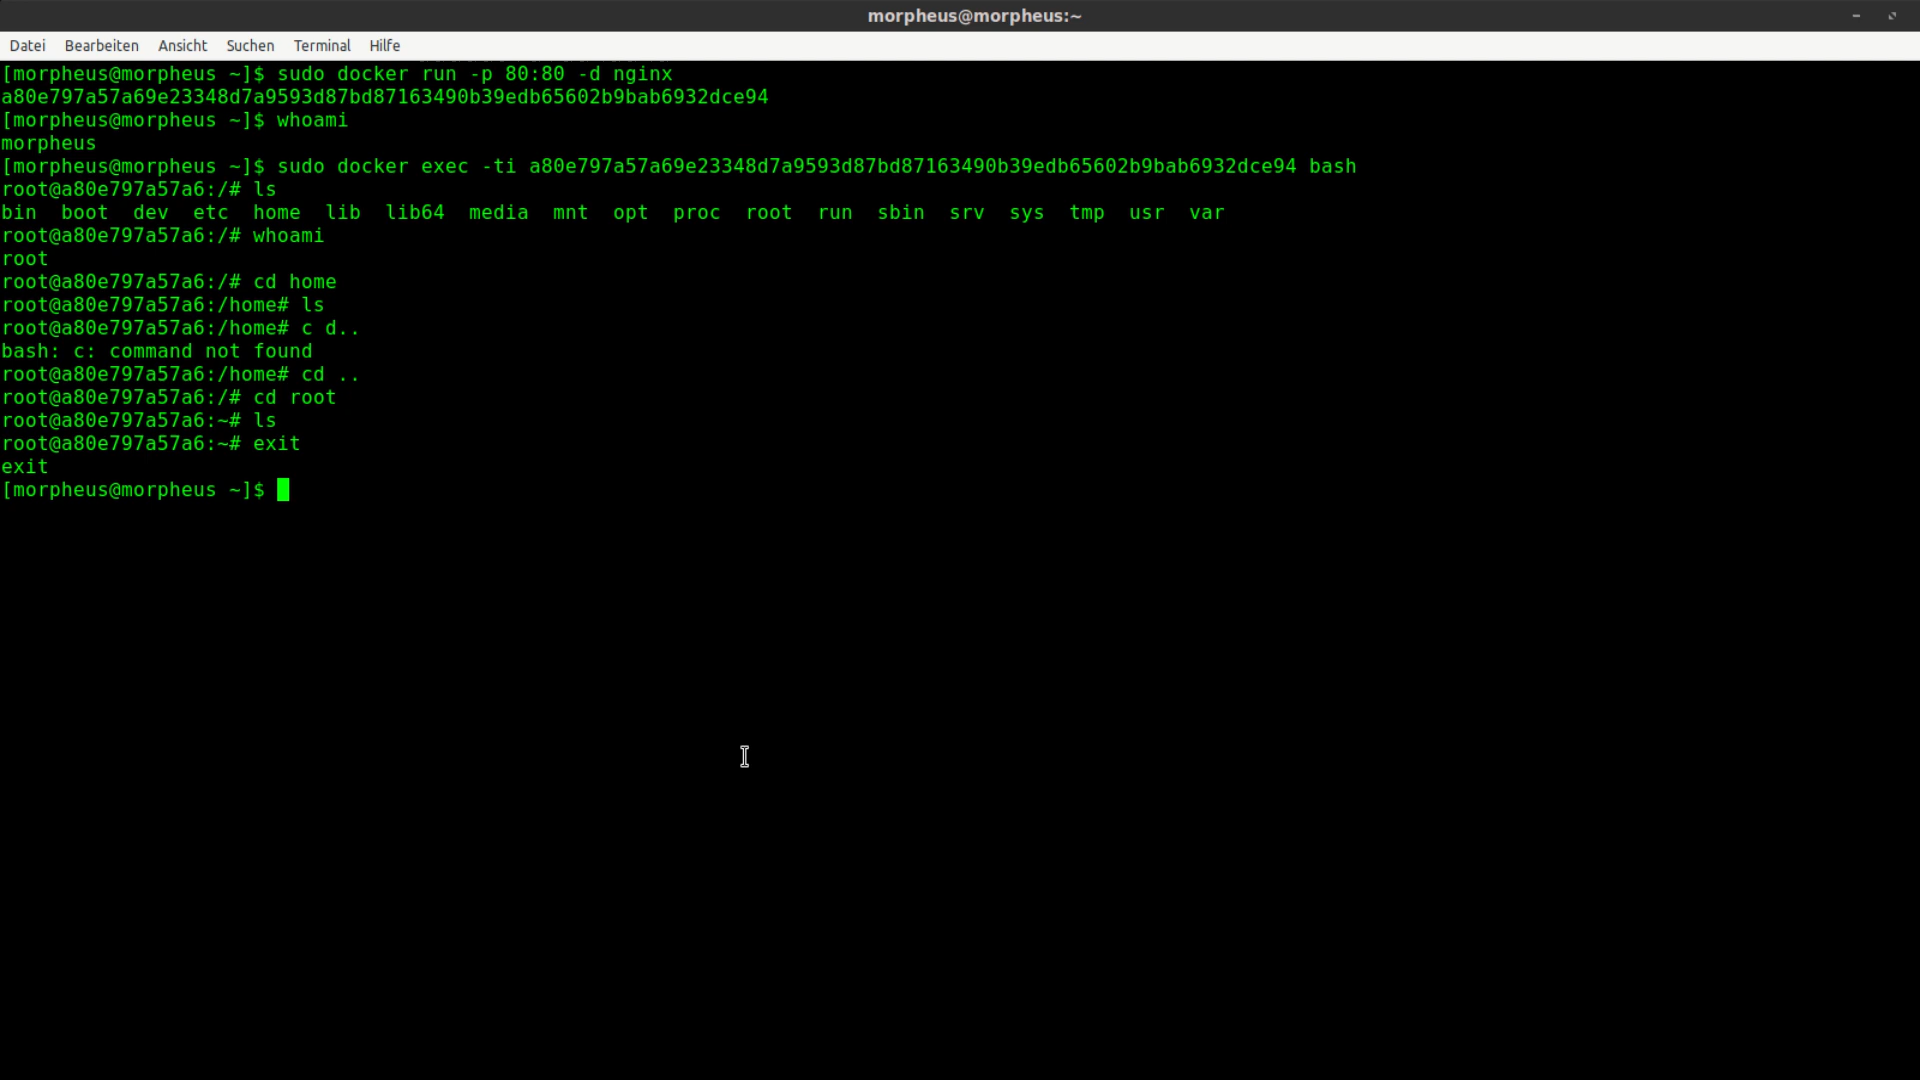 morpheus@morpheus:~
Datei Bearbeiten Ansicht Suchen Terminal Hilfe
[morpheus@morpheus ~]$ sudo docker run -p 80:80 -d nginx
a80e797a57a69e23348d7a9593d87bd87163490b39edb65602b9bab6932dce94
[morpheus@morpheus ~]$ whoami
morpheus
[morpheus@morpheus ~]$ sudo docker exec -ti a80e797a57a69e23348d7a9593d87bd87163490b39edb65602b9bab6932dce94 bash
root@a80e797a57a6:/# ls
bin  boot  dev  etc  home  lib  lib64  media  mnt  opt  proc  root  run  sbin  srv  sys  tmp  usr  var
root@a80e797a57a6:/# whoami
root
root@a80e797a57a6:/# cd home
root@a80e797a57a6:/home# ls
root@a80e797a57a6:/home# c d..
bash: c: command not found
root@a80e797a57a6:/home# cd ..
root@a80e797a57a6:/# cd root
root@a80e797a57a6:~# ls
root@a80e797a57a6:~# exit
exit
[morpheus@morpheus ~]$